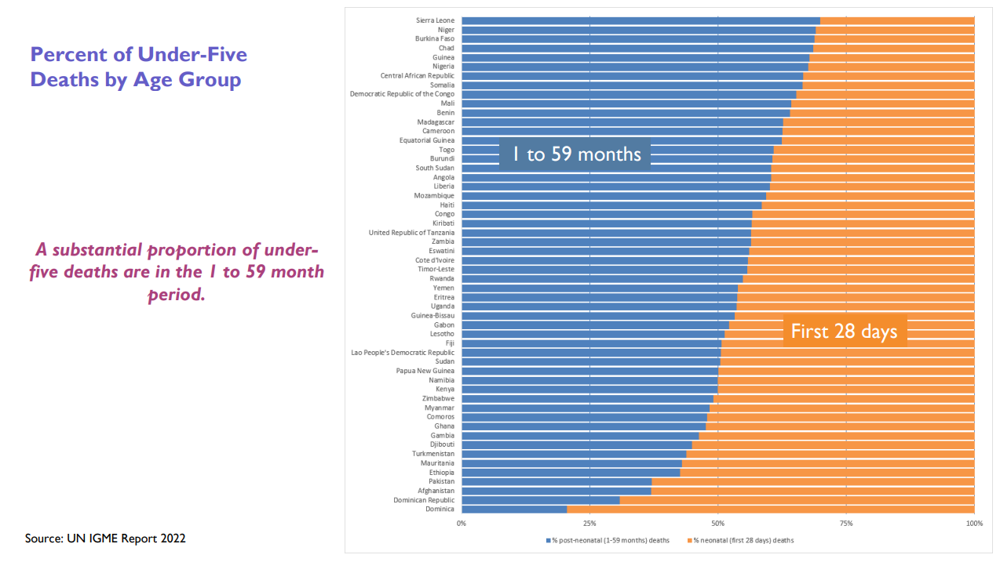 Percent of Under-Five
Deaths by Age Group
A substantial proportion of under-
five deaths are in the 1 to 59 month
period.
Source: UN IGME Report 2022
Sierra Leone
Niger
Burkina Faso
Chad
Guinea
Nigeria
Central African Republic
Somalia
Democratic Republic of the Congo
Mali
Benin
Madagascar
Cameroon
Equatorial Guinea
Togo
Burundi
South Sudan
Angola
Liberia
Mozambique
Haiti
Congo
Kiribati
United Republic of Tanzania
Zambia
Eswatini
Cote d'Ivoire
Timor-Leste
Rwanda
Yemen
Eritrea
Uganda
Guinea-Bissau
Gabon
Lesotho
Fiji
Lao People's Democratic Republic
Sudan
Papua New Guinea
Namibia
Kenya
Zimbabwe
Myanmar
Comoros
Ghana
Gambia
Djibouti
Turkmenistan
Mauritania
Ethiopia
Pakistan
Afghanistan
Dominican Republic
Dominica
1 to 59 months
First 28 days
0% 25% 50% 75% 100%
% post-neonatal (1-59 months) deaths % neonatal (first 28 days) deaths